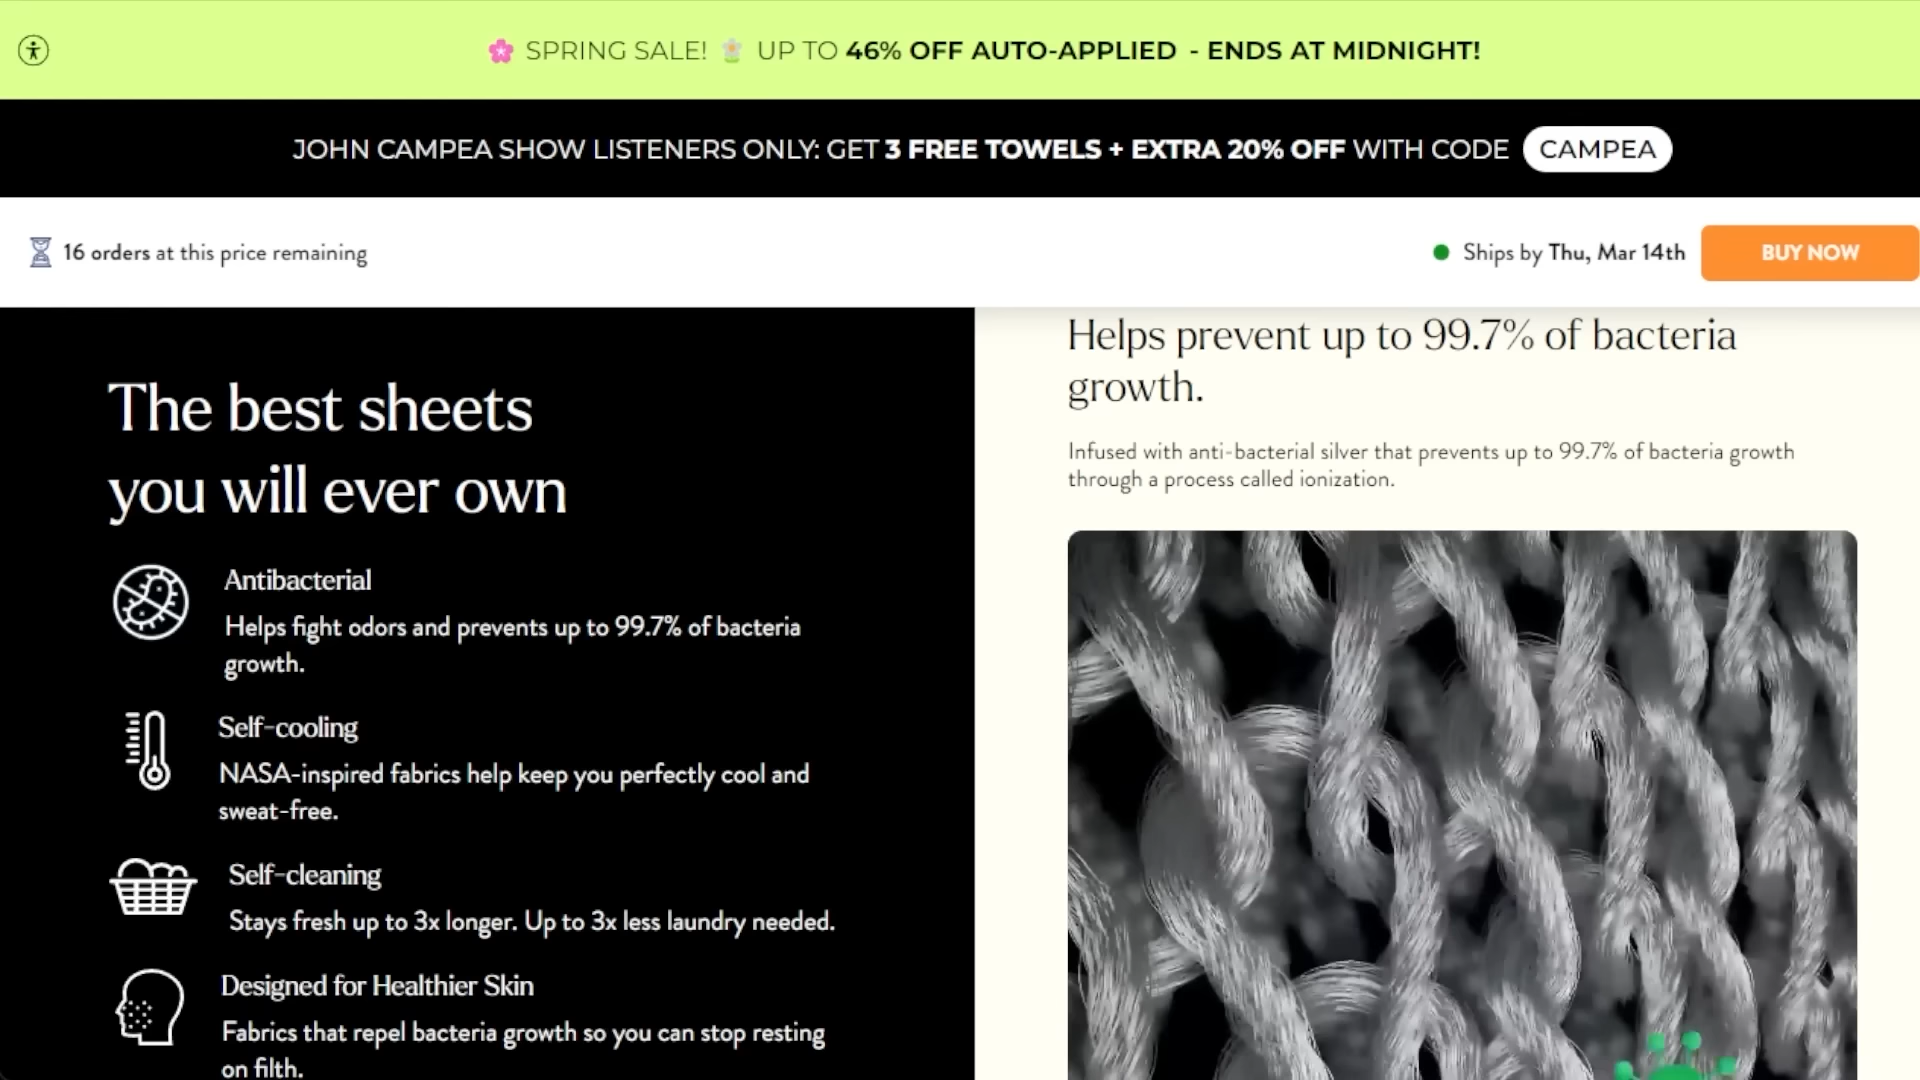 🌸 SPRING SALE! 🌼 UP TO 46% OFF AUTO-APPLIED - ENDS AT MIDNIGHT!
JOHN CAMPEA SHOW LISTENERS ONLY: GET 3 FREE TOWELS + EXTRA 20% OFF WITH CODE CAMPEA
16 orders at this price remaining
Ships by Thu, Mar 14th
BUY NOW
The best sheets
you will ever own
Antibacterial
Helps fight odors and prevents up to 99.7% of bacteria
growth.
Self-cooling
NASA-inspired fabrics help keep you perfectly cool and
sweat-free.
Self-cleaning
Stays fresh up to 3x longer. Up to 3x less laundry needed.
Designed for Healthier Skin
Fabrics that repel bacteria growth so you can stop resting
on filth.
Helps prevent up to 99.7% of bacteria
growth.
Infused with anti-bacterial silver that prevents up to 99.7% of bacteria growth
through a process called ionization.